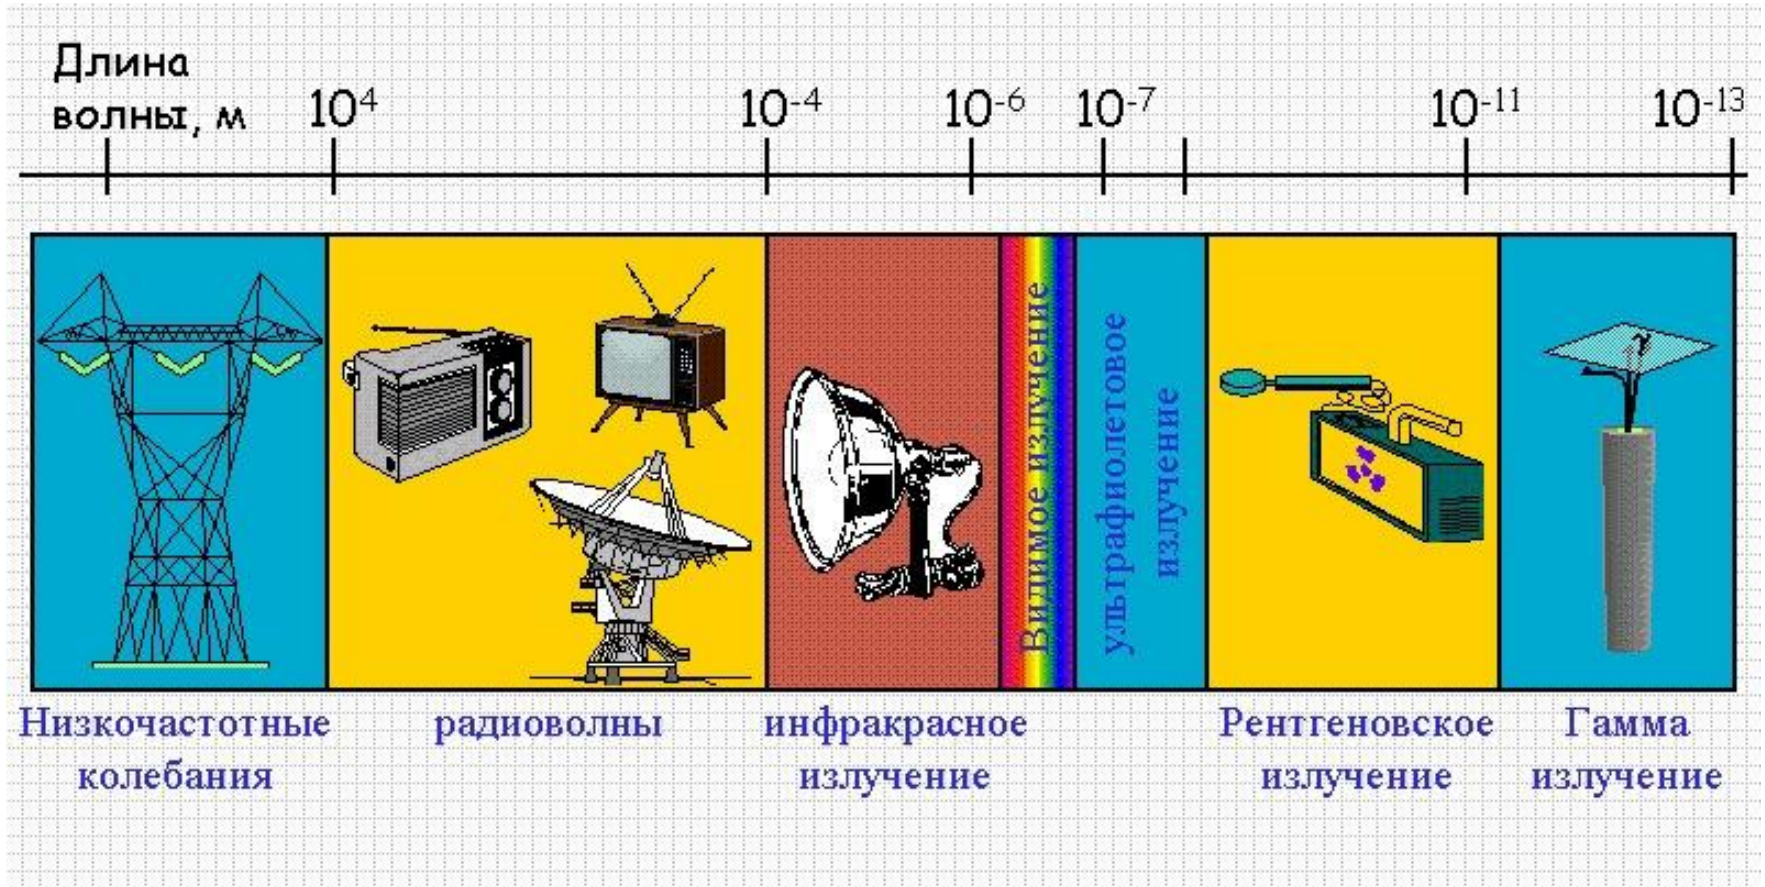 Длина
волны, м
10⁴
10⁻⁴
10⁻⁶
10⁻⁷
10⁻¹¹
10⁻¹³
Видимое излучение
ультрафиолетовое
излучение
γ
Низкочастотные
колебания
радиоволны
инфракрасное
излучение
Рентгеновское
излучение
Гамма
излучение